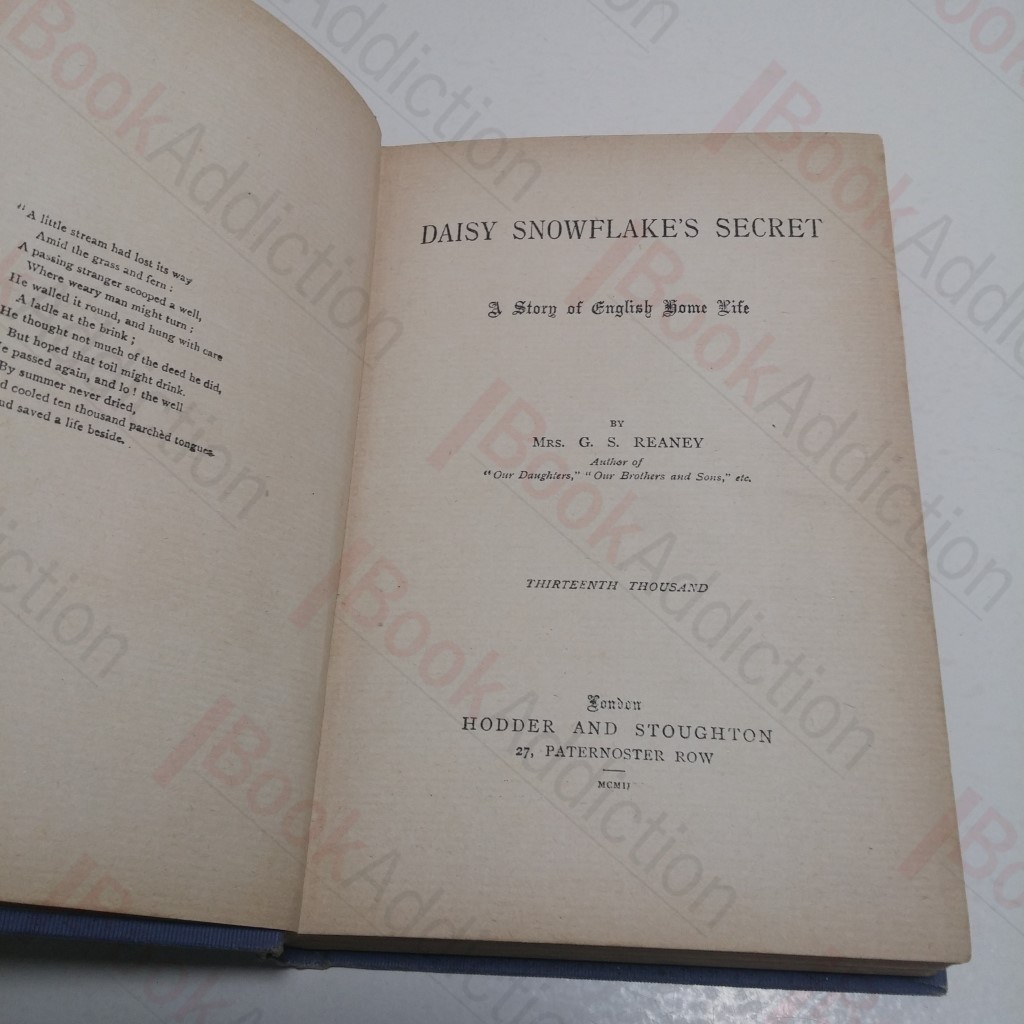 "A little stream had lost its way
Amid the grass and fern;
A passing stranger scooped a well,
Where weary man might turn;
He walled it round, and hung with care
A ladle at the brink;
He thought not much of the deed he did,
But hoped that toil might drink.
passed again, and lo! the well
By summer never dried,
cooled ten thousand parchèd tongues
saved a life beside.
DAISY SNOWFLAKE'S SECRET
A Story of English Home Life
BY
MRS. G. S. REANEY
Author of
"Our Daughters," "Our Brothers and Sons," etc.
THIRTEENTH THOUSAND
London
HODDER AND STOUGHTON
27, PATERNOSTER ROW
MCMII
BookAddiction